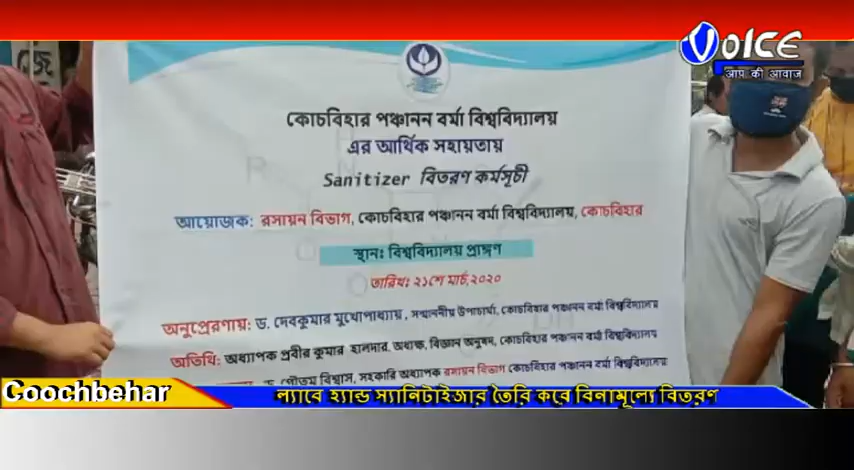 VOICE
आप की आवाज
কোচবিহার পঞ্চানন বর্মা বিশ্ববিদ্যালয়
এর আর্থিক সহায়তায়
Sanitizer বিতরণ কর্মসূচী
আয়োজক: রসায়ন বিভাগ, কোচবিহার পঞ্চানন বর্মা বিশ্ববিদ্যালয়, কোচবিহার
স্থানঃ বিশ্ববিদ্যালয় প্রাঙ্গণ
তারিখ: ২১শে মার্চ,২০২০
অনুপ্রেরণায়: ড. দেবকুমার মুখোপাধ্যায়, সম্মাননীয় উপাচার্য্য, কোচবিহার পঞ্চানন বর্মা বিশ্ববিদ্যালয়
অতিথি: অধ্যাপক প্রবীর কুমার হালদার, অধ্যক্ষ, বিজ্ঞান অনুষদ, কোচবিহার পঞ্চানন বর্মা বিশ্ববিদ্যালয়
ড. গৌতম বিশ্বাস, সহকারি অধ্যাপক রসায়ন বিভাগ কোচবিহার পঞ্চানন বর্মা বিশ্ববিদ্যালয়
Coochbehar
ল্যাবে হ্যান্ড স্যানিটাইজার তৈরি করে বিনামূল্যে বিতরণ